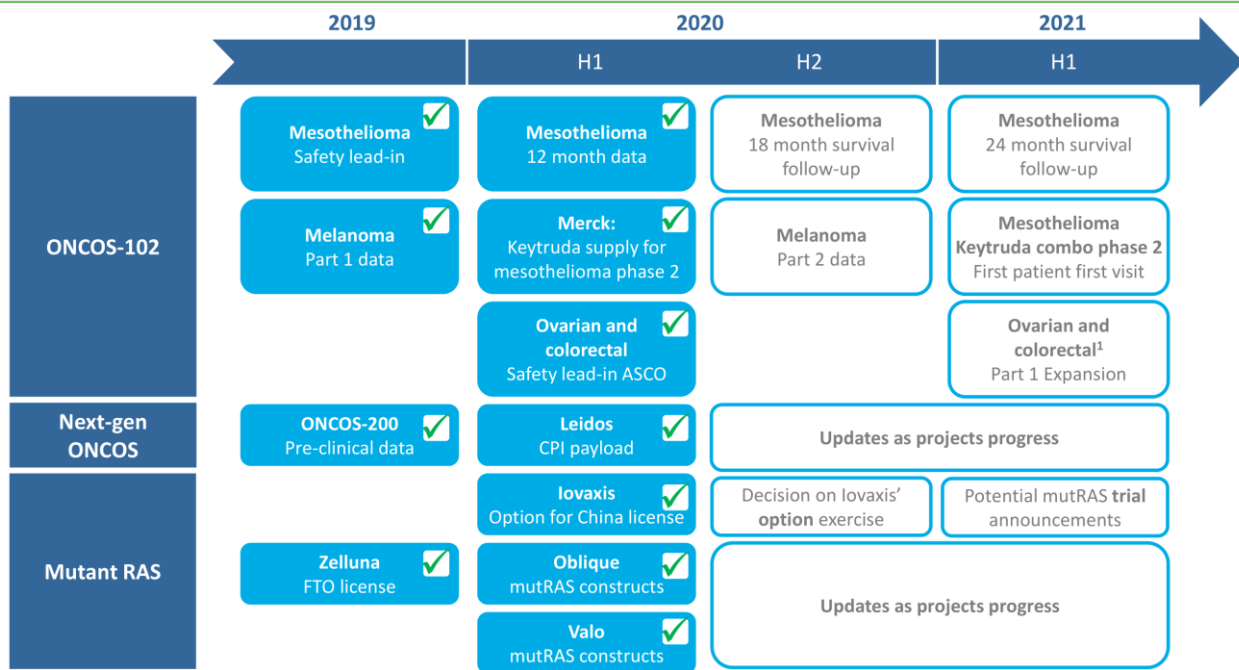 2019
2020
2021
H1
H2
H1
ONCOS-102
Mesothelioma
Safety lead-in
Mesothelioma
12 month data
Mesothelioma
18 month survival
follow-up
Mesothelioma
24 month survival
follow-up
Melanoma
Part 1 data
Merck:
Keytruda supply for
mesothelioma phase 2
Melanoma
Part 2 data
Mesothelioma
Keytruda combo phase 2
First patient first visit
Ovarian and
colorectal
Safety lead-in ASCO
Ovarian and
colorectal¹
Part 1 Expansion
Next-gen
ONCOS
ONCOS-200
Pre-clinical data
Leidos
CPI payload
Updates as projects progress
Mutant RAS
Iovaxis
Option for China license
Decision on Iovaxis’
option exercise
Potential mutRAS trial
announcements
Zelluna
FTO license
Oblique
mutRAS constructs
Updates as projects progress
Valo
mutRAS constructs